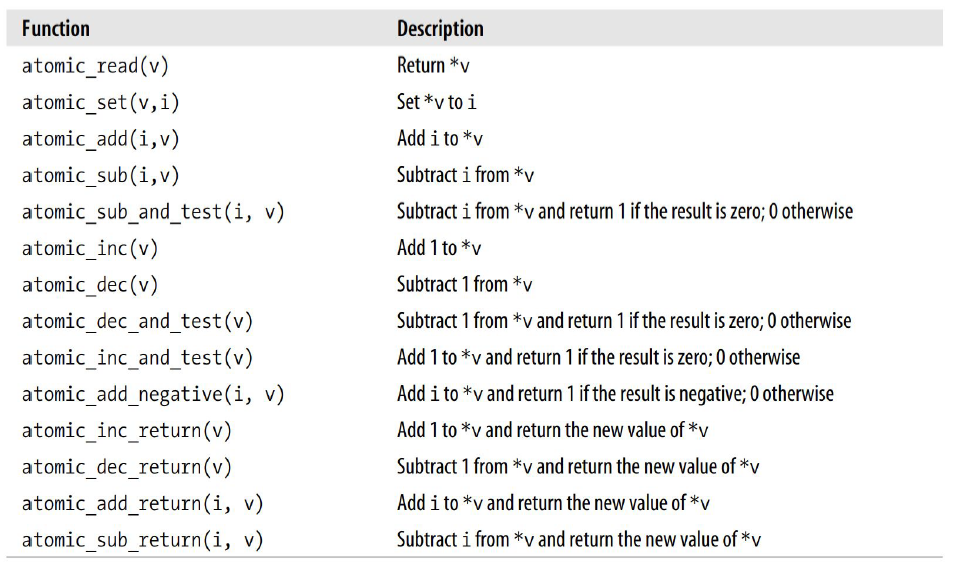 Function Description
atomic_read(v) Return *v
atomic_set(v,i) Set *v to i
atomic_add(i,v) Add i to *v
atomic_sub(i,v) Subtract i from *v
atomic_sub_and_test(i, v) Subtract i from *v and return 1 if the result is zero; 0 otherwise
atomic_inc(v) Add 1 to *v
atomic_dec(v) Subtract 1 from *v
atomic_dec_and_test(v) Subtract 1 from *v and return 1 if the result is zero; 0 otherwise
atomic_inc_and_test(v) Add 1 to *v and return 1 if the result is zero; 0 otherwise
atomic_add_negative(i, v) Add i to *v and return 1 if the result is negative; 0 otherwise
atomic_inc_return(v) Add 1 to *v and return the new value of *v
atomic_dec_return(v) Subtract 1 from *v and return the new value of *v
atomic_add_return(i, v) Add i to *v and return the new value of *v
atomic_sub_return(i, v) Subtract i from *v and return the new value of *v